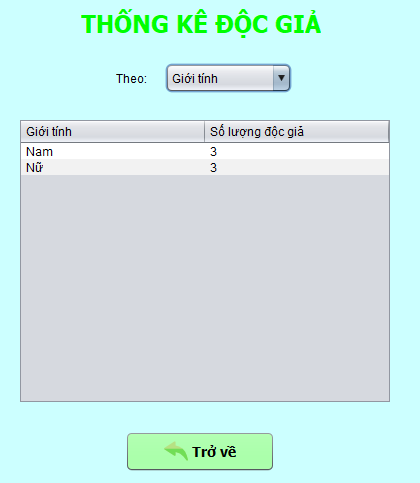 THỐNG KÊ ĐỘC GIẢ
Theo: Giới tính
Giới tính Số lượng độc giả
Nam 3
Nữ 3
Trở về